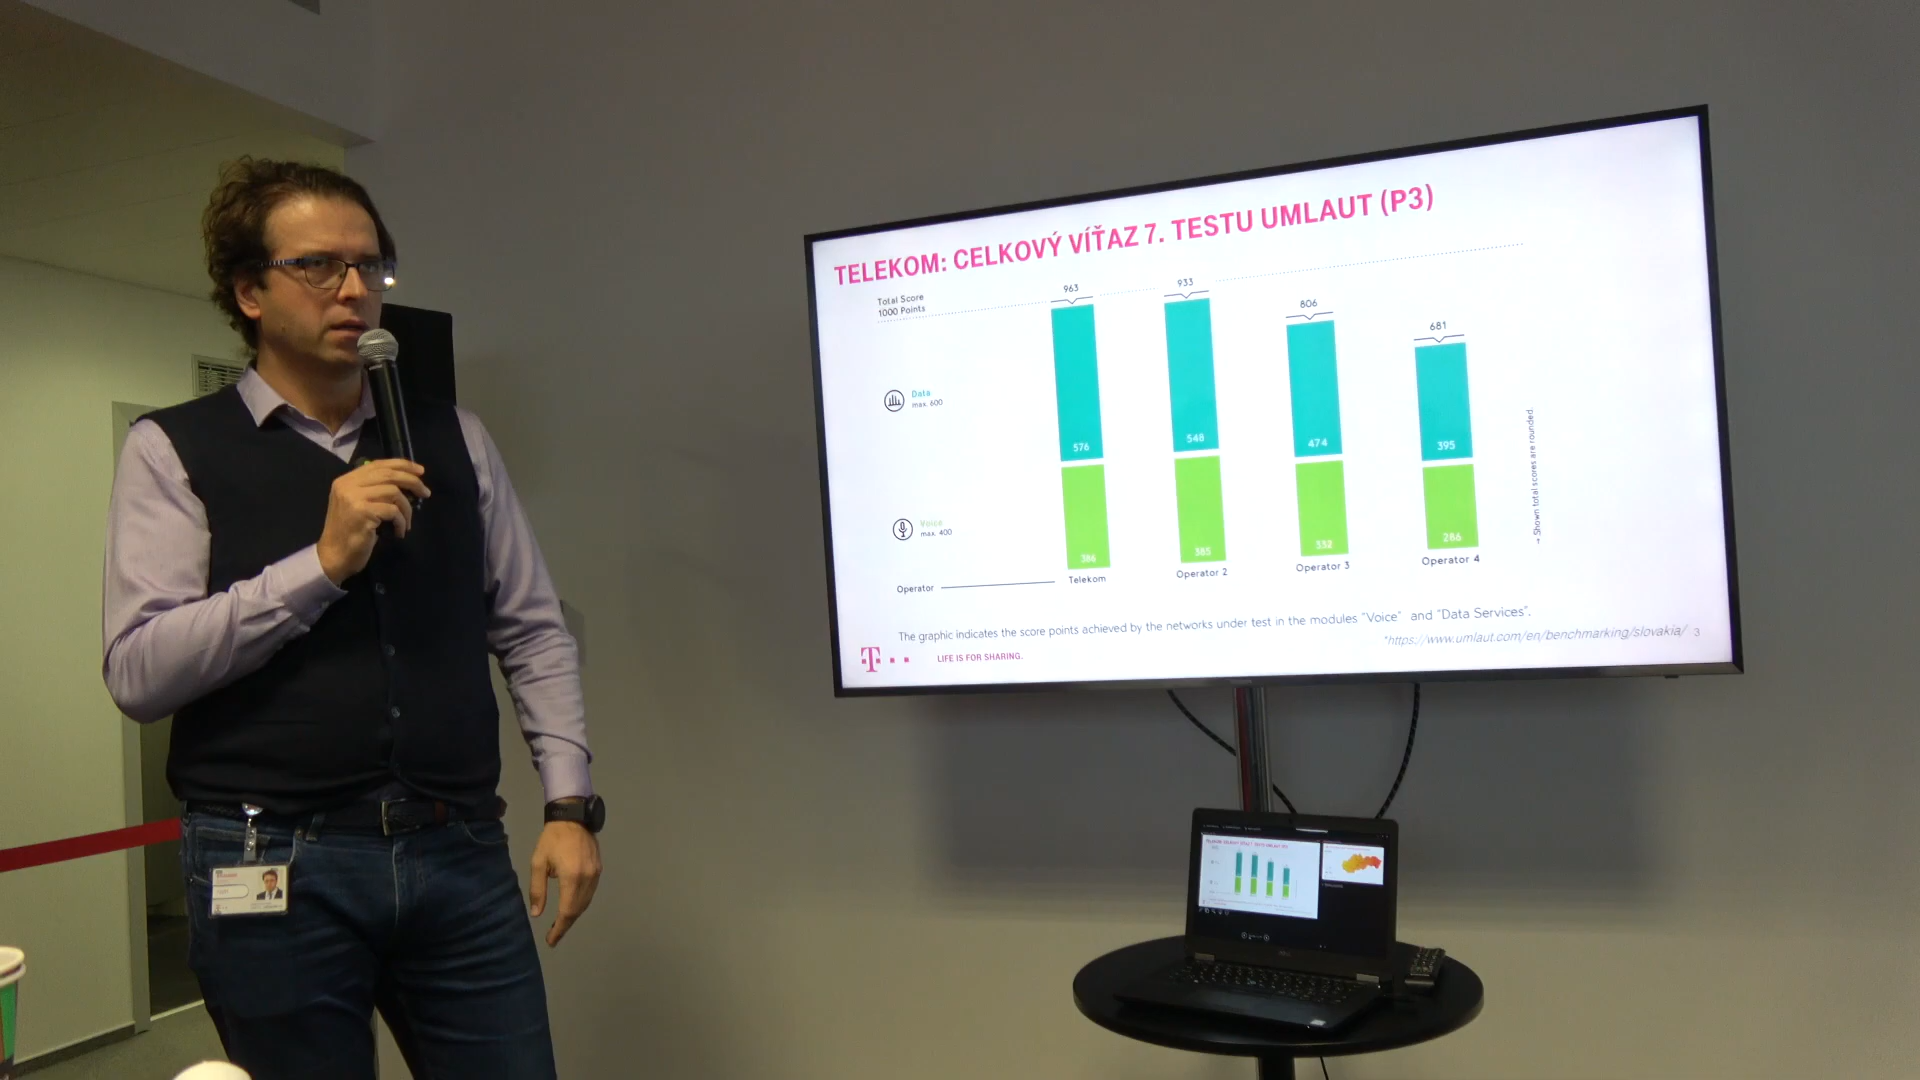 TELEKOM: CELKOVÝ VÍŤAZ 7. TESTU UMLAUT (P3)
Total Score
1000 Points
963
933
806
681
Data
max. 600
576
548
474
395
Voice
max. 400
386
385
332
286
Operator
Telekom
Operator 2
Operator 3
Operator 4
→ Shown total scores are rounded.
The graphic indicates the score points achieved by the networks under test in the modules "Voice" and "Data Services".
*https://www.umlaut.com/en/benchmarking/slovakia/
3
T
LIFE IS FOR SHARING.